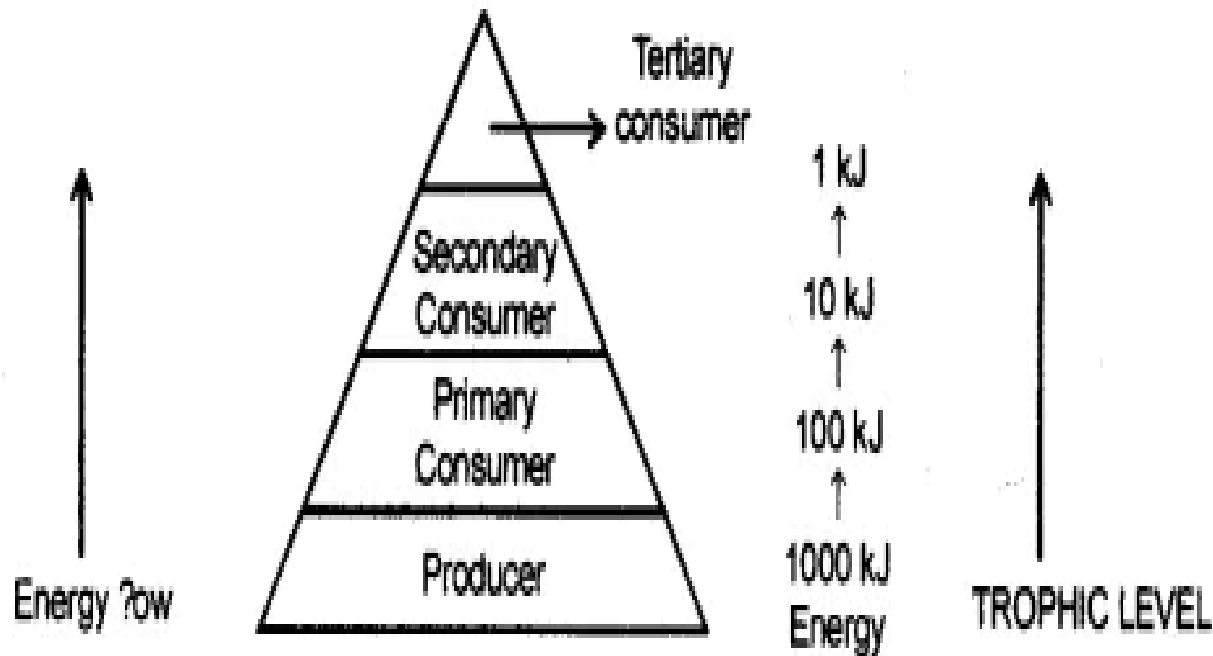 Tertiary
consumer
1 kJ
Secondary
Consumer
10 kJ
Primary
Consumer
100 kJ
Producer
1000 kJ
Energy
Energy ?ow
TROPHIC LEVEL